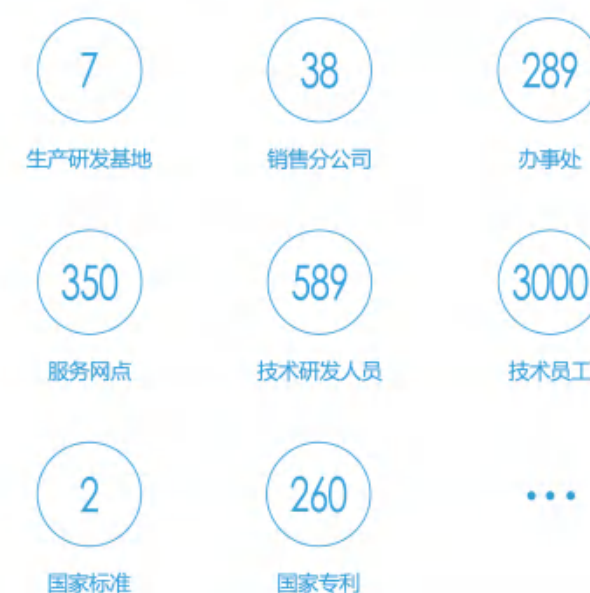 7
38
289
生产研发基地
销售分公司
办事处
350
589
3000
服务网点
技术研发人员
技术员工
2
260
...
国家标准
国家专利